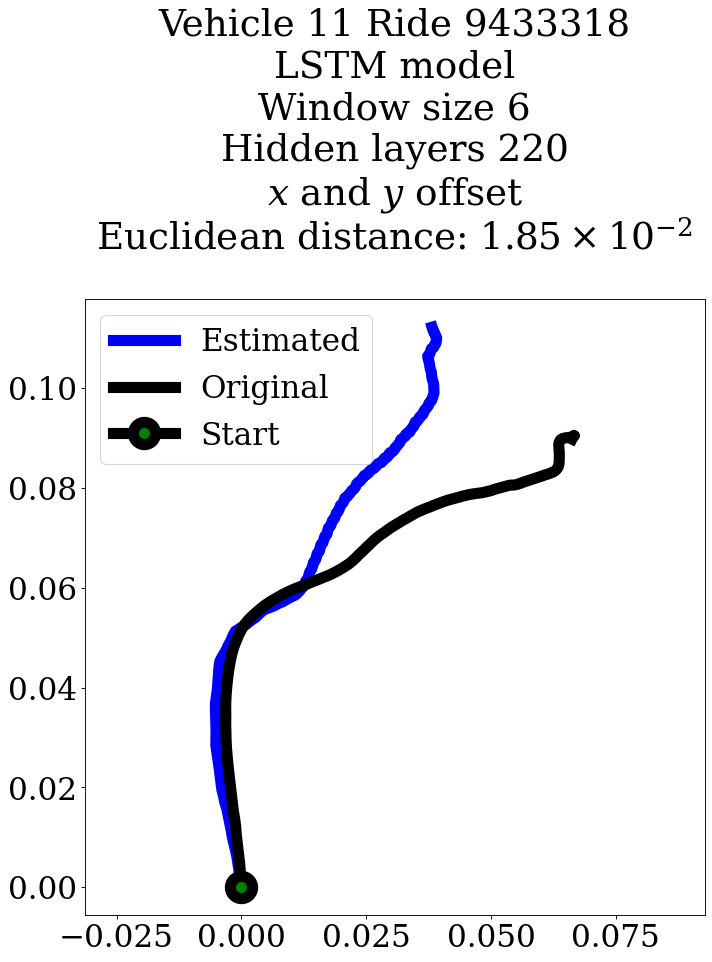 Vehicle 11 Ride 9433318
LSTM model
Window size 6
Hidden layers 220
x and y offset
Euclidean distance: 1.85 × 10⁻²
Estimated
Original
Start
0.10
0.08
0.06
0.04
0.02
0.00
−0.025 0.000 0.025 0.050 0.075